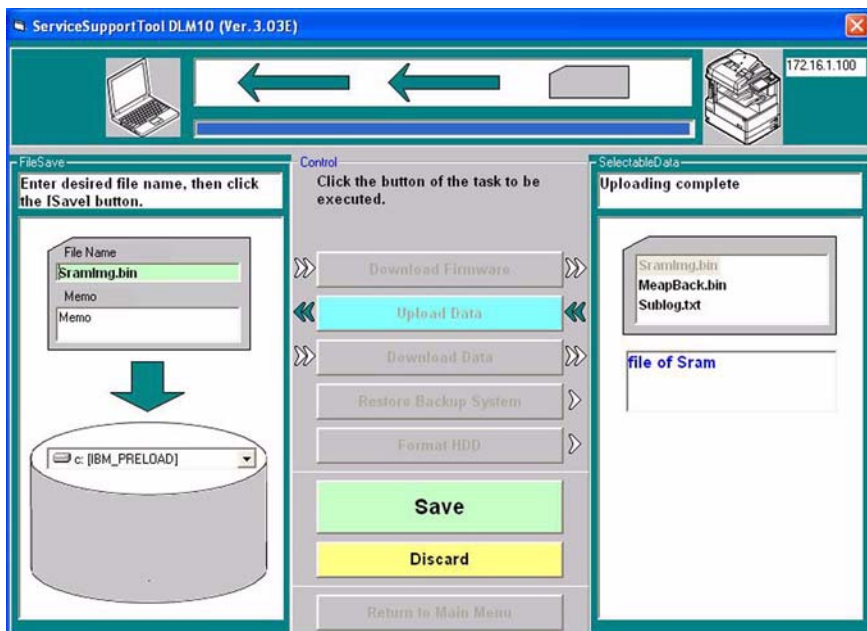 ServiceSupportTool DLM10 (Ver. 3.03E)
172.16.1.100
FileSave
Enter desired file name, then click
the [Save] button.
File Name
SramImg.bin
Memo
Memo
c: [IBM_PRELOAD]
Control
Click the button of the task to be
executed.
Download Firmware
Upload Data
Download Data
Restore Backup System
Format HDD
Save
Discard
Return to Main Menu
SelectableData
Uploading complete
SramImg.bin
MeapBack.bin
Sublog.txt
file of Sram